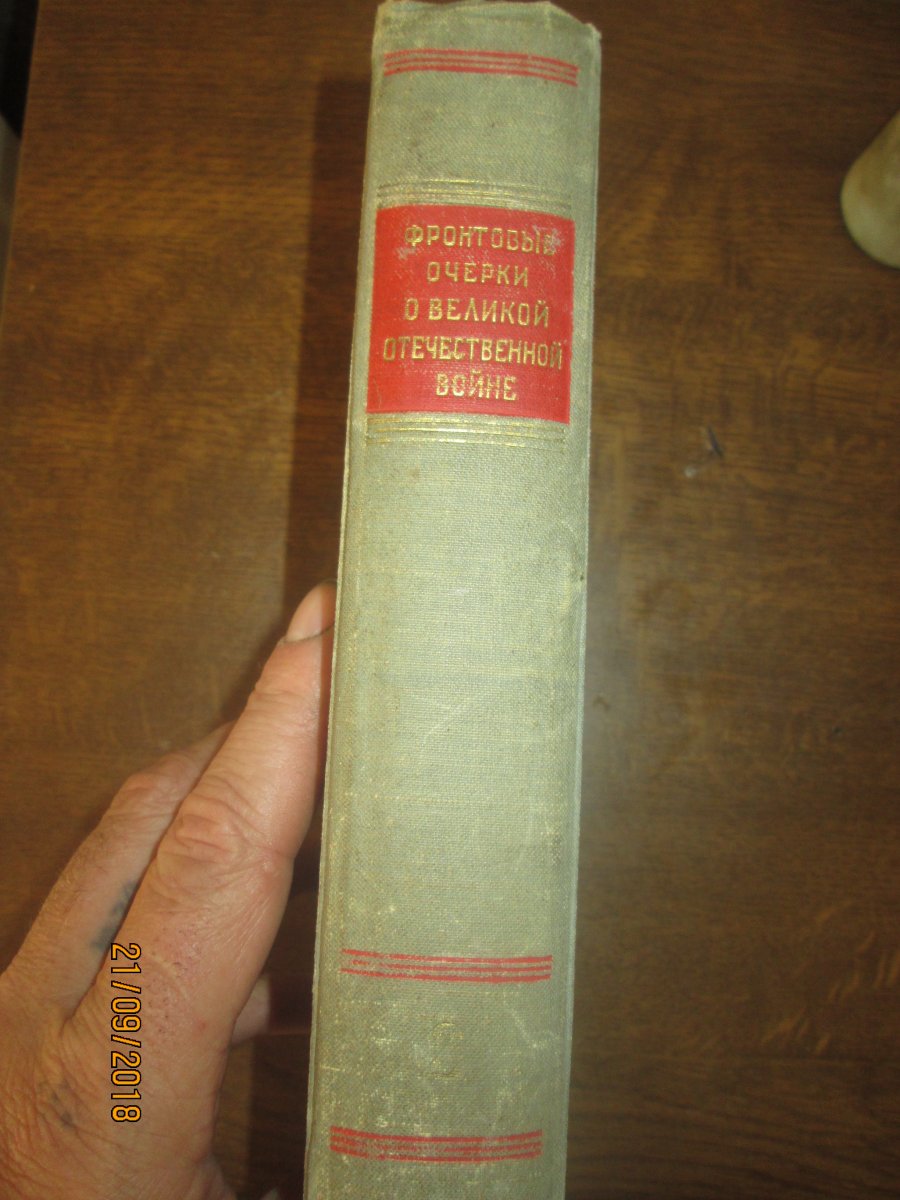 ФРОНТОВЫЕ
ОЧЕРКИ
О ВЕЛИКОЙ
ОТЕЧЕСТВЕННОЙ
ВОЙНЕ
21/09/2018